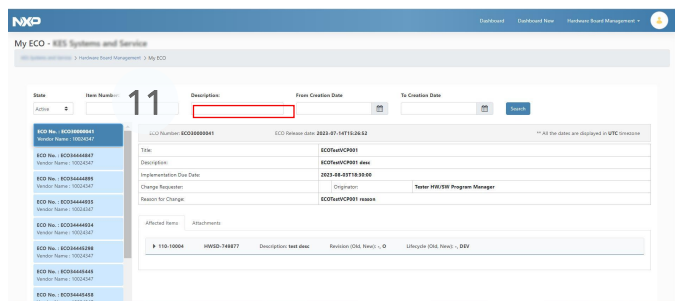 NXP
Dashboard Dashboard New Hardware Board Management
My ECO - KES Systems and Service
> Hardware Board Management > My ECO
State Item Number: 11 Description: From Creation Date To Creation Date
Active Search
ECO No. : ECO30000041
Vendor Name : 10024347
ECO No. : ECO34444847
Vendor Name : 10024347
ECO No. : ECO34444895
Vendor Name : 10024347
ECO No. : ECO34444935
Vendor Name : 10024347
ECO No. : ECO34444934
Vendor Name : 10024347
ECO No. : ECO34445298
Vendor Name : 10024347
ECO No. : ECO34445445
Vendor Name : 10024347
ECO No. : ECO34445458
ECO Number: ECO30000041 ECO Release date: 2023-07-14T15:26:52 ** All the dates are displayed in UTC timezone
Title: ECOTestVCP001
Description: ECOTestVCP001 desc
Implementation Due Date: 2023-08-03T18:30:00
Change Requester: Originator: Tester HW/SW Program Manager
Reason for Change: ECOTestVCP001 reason
Affected Items Attachments
110-10004 HWSD-749877 Description: test desc Revision (Old, New): -, O Lifecycle (Old, New): -, DEV